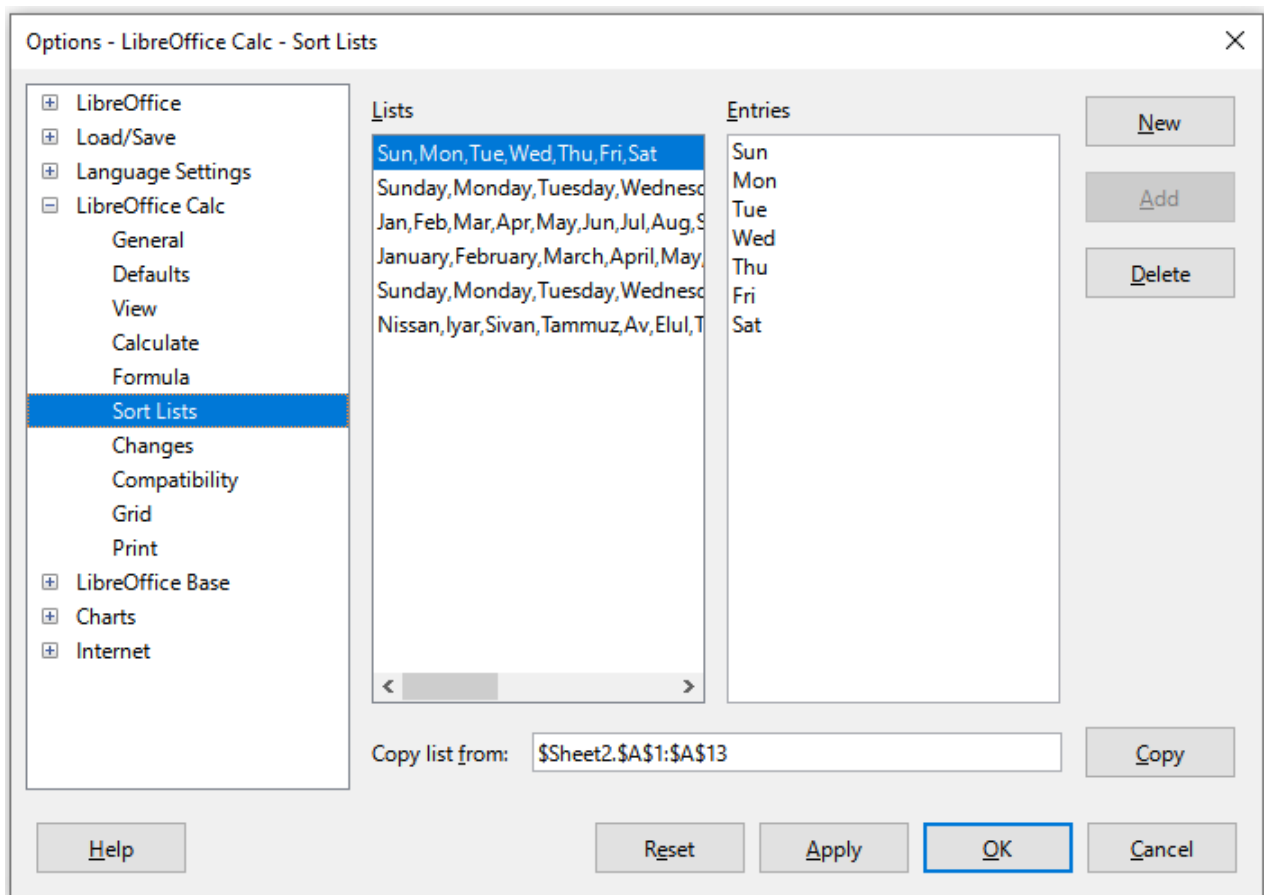 Options - LibreOffice Calc - Sort Lists
LibreOffice
Load/Save
Language Settings
LibreOffice Calc
General
Defaults
View
Calculate
Formula
Sort Lists
Changes
Compatibility
Grid
Print
LibreOffice Base
Charts
Internet
Lists
Sun,Mon,Tue,Wed,Thu,Fri,Sat
Sunday,Monday,Tuesday,Wednesd
Jan,Feb,Mar,Apr,May,Jun,Jul,Aug,S
January,February,March,April,May,
Sunday,Monday,Tuesday,Wednesd
Nissan,Iyar,Sivan,Tammuz,Av,Elul,T
Entries
Sun
Mon
Tue
Wed
Thu
Fri
Sat
New
Add
Delete
Copy list from: $Sheet2.$A$1:$A$13 Copy
Help Reset Apply OK Cancel